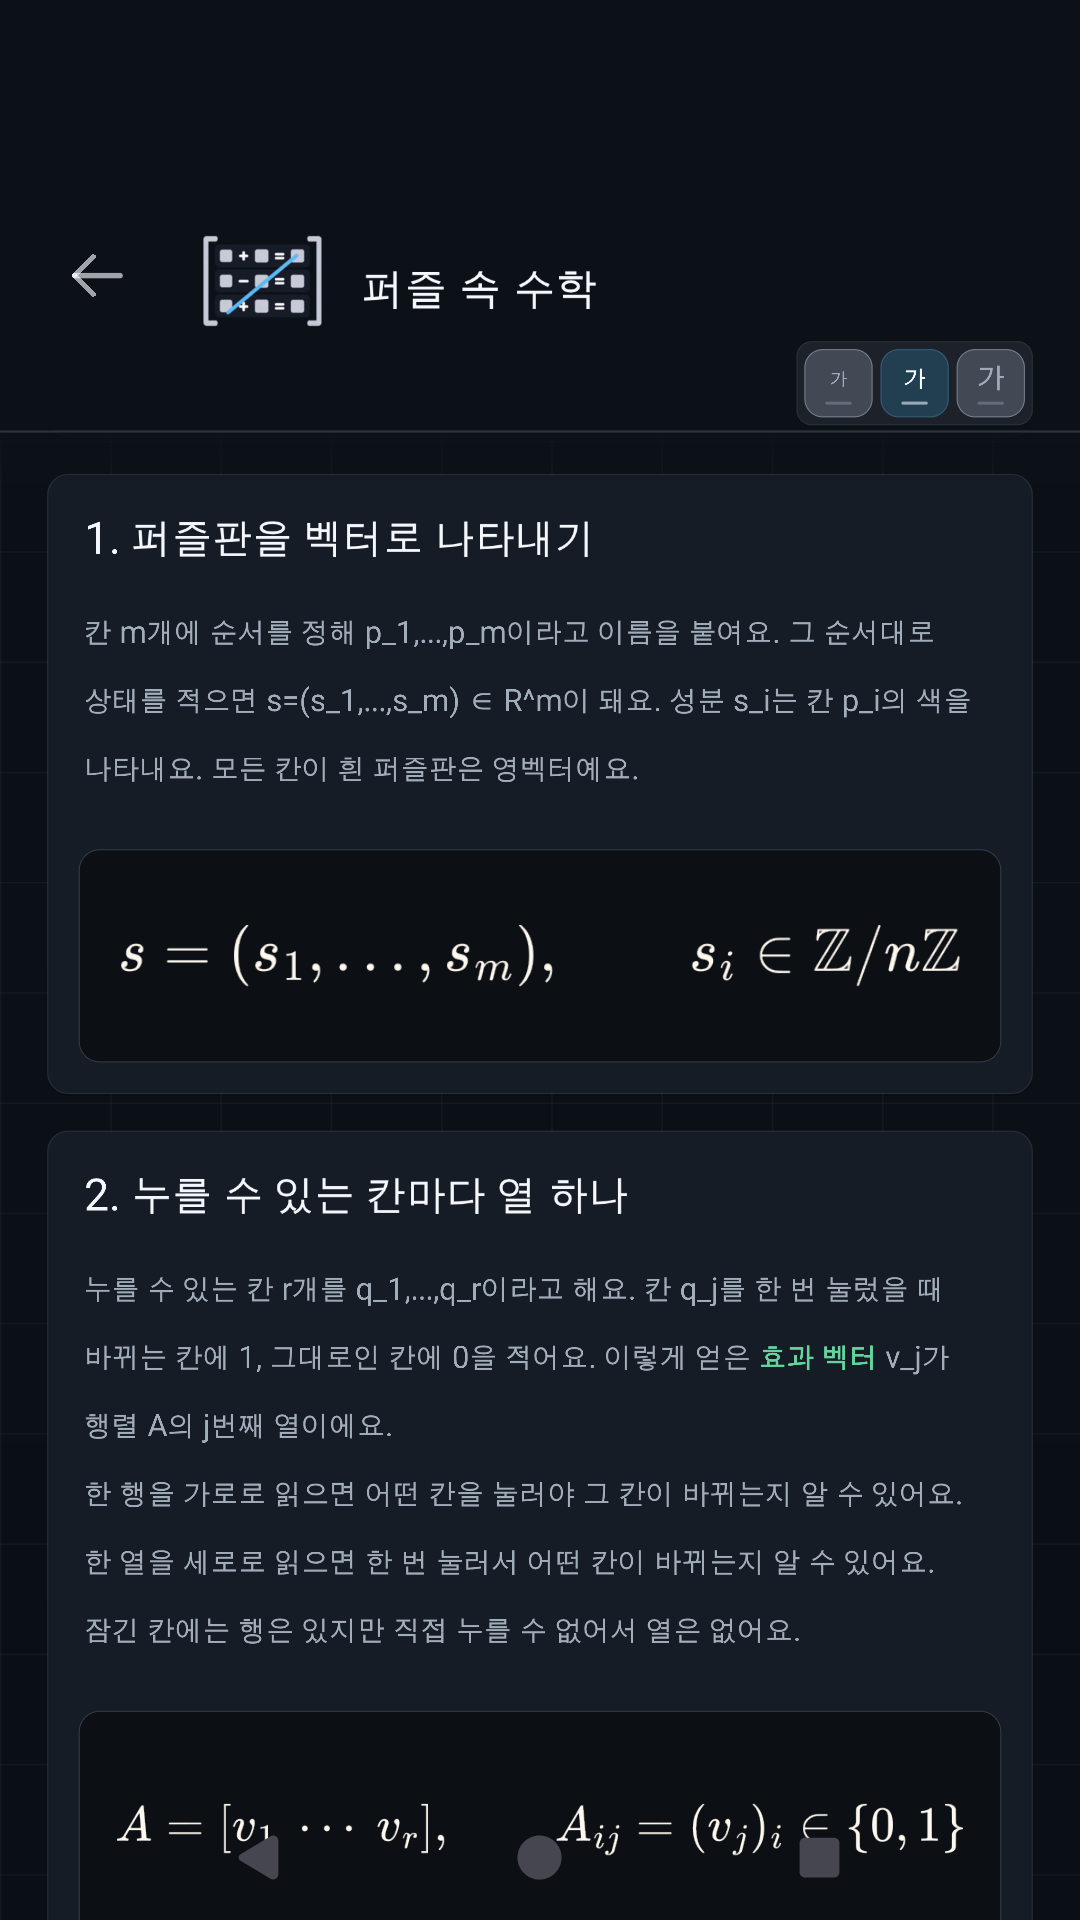 퍼즐 속 수학
가 가 가
1. 퍼즐판을 벡터로 나타내기
칸 m개에 순서를 정해 p_1,...,p_m이라고 이름을 붙여요. 그 순서대로
상태를 적으면 s=(s_1,...,s_m) ∈ R^m이 돼요. 성분 s_i는 칸 p_i의 색을
나타내요. 모든 칸이 흰 퍼즐판은 영벡터예요.
s = (s₁, . . . , sₘ), sᵢ ∈ ℤ/nℤ
2. 누를 수 있는 칸마다 열 하나
누를 수 있는 칸 r개를 q_1,...,q_r이라고 해요. 칸 q_j를 한 번 눌렀을 때
바뀌는 칸에 1, 그대로인 칸에 0을 적어요. 이렇게 얻은 효과 벡터 v_j가
행렬 A의 j번째 열이에요.
한 행을 가로로 읽으면 어떤 칸을 눌러야 그 칸이 바뀌는지 알 수 있어요.
한 열을 세로로 읽으면 한 번 눌러서 어떤 칸이 바뀌는지 알 수 있어요.
잠긴 칸에는 행은 있지만 직접 누를 수 없어서 열은 없어요.
A = [v₁ ··· vᵣ], Aᵢⱼ = (vⱼ)ᵢ ∈ {0, 1}